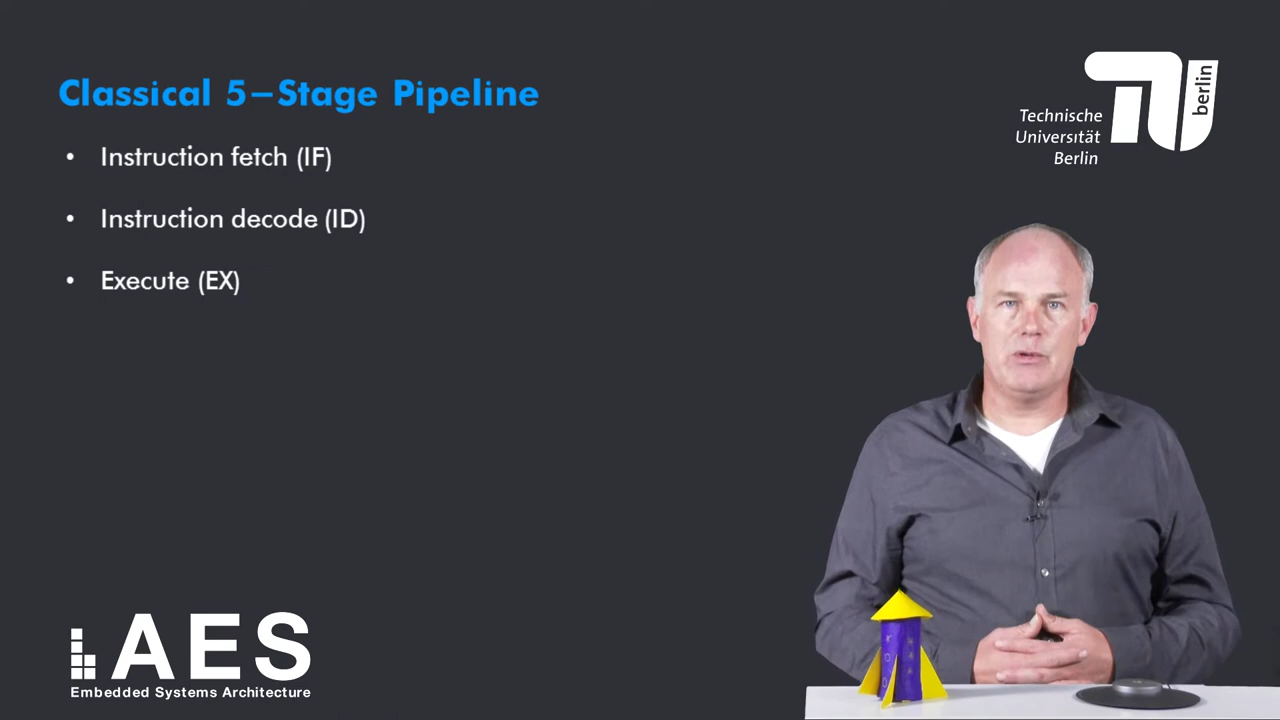 Classical 5–Stage Pipeline
• Instruction fetch (IF)
• Instruction decode (ID)
• Execute (EX)
Technische
Universität
Berlin
berlin
AES
Embedded Systems Architecture